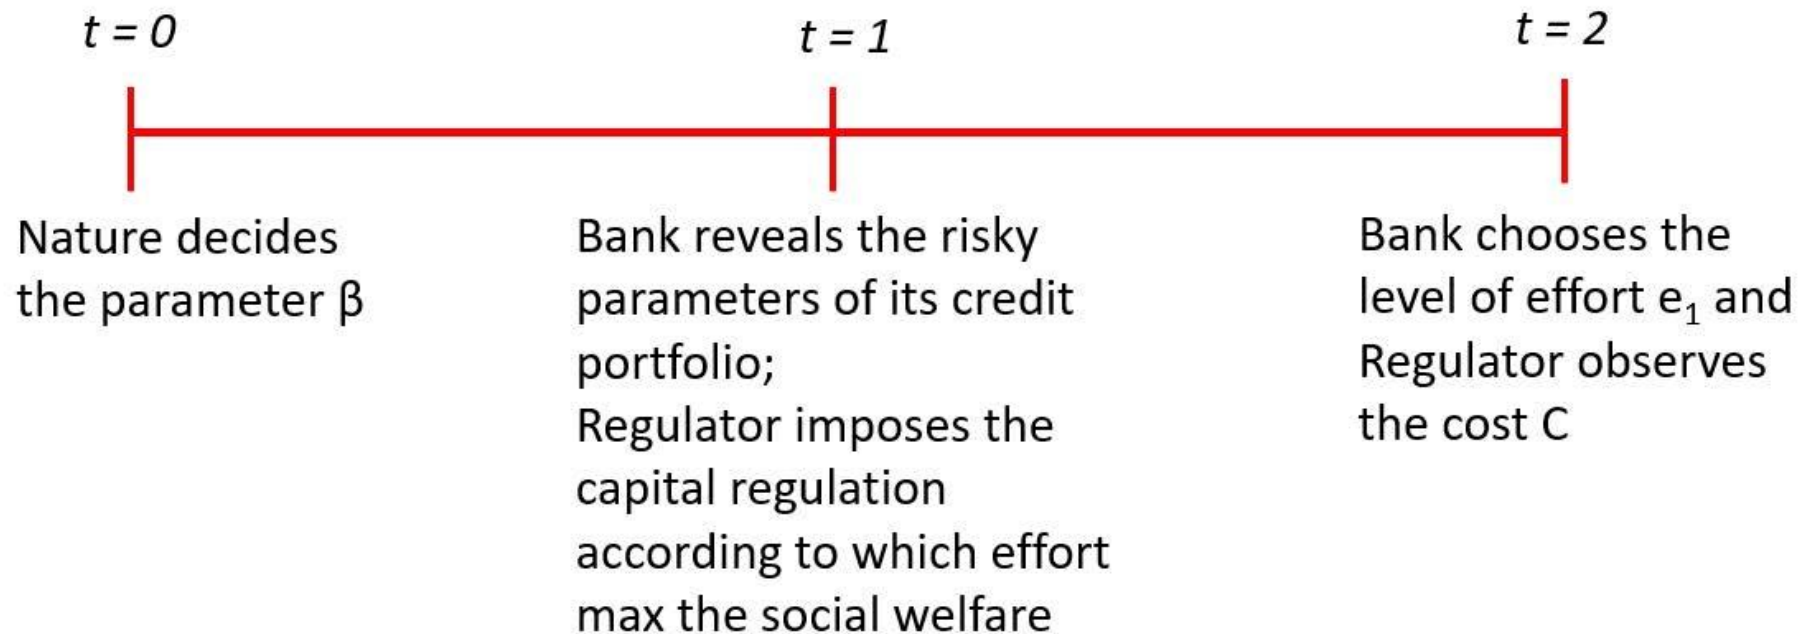 t = 0
t = 1
t = 2
Nature decides
the parameter β
Bank reveals the risky
parameters of its credit
portfolio;
Regulator imposes the
capital regulation
according to which effort
max the social welfare
Bank chooses the
level of effort e₁ and
Regulator observes
the cost C